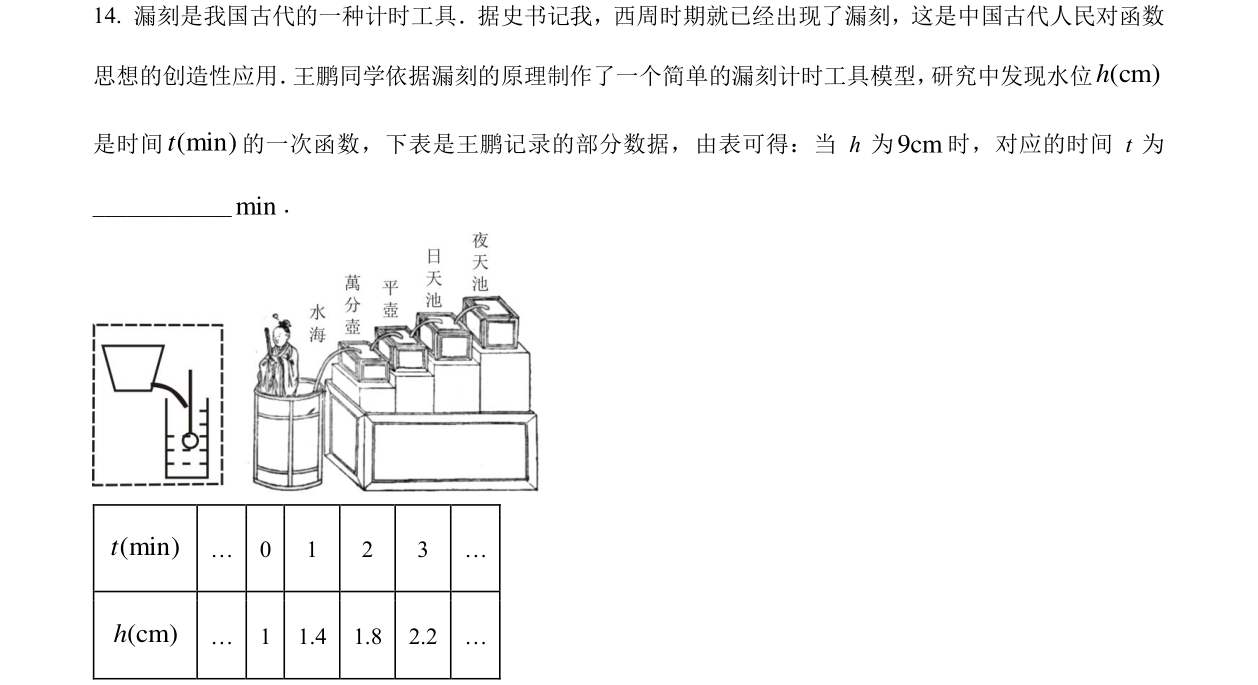 14. 漏刻是我国古代的一种计时工具．据史书记我，西周时期就已经出现了漏刻，这是中国古代人民对函数
思想的创造性应用．王鹏同学依据漏刻的原理制作了一个简单的漏刻计时工具模型，研究中发现水位h(cm)
是时间t(min)的一次函数，下表是王鹏记录的部分数据，由表可得：当 h 为9cm时，对应的时间 t 为
___________min．
水海
萬分壺
平壺
日天池
夜天池
t(min) … 0 1 2 3 …
h(cm) … 1 1.4 1.8 2.2 …